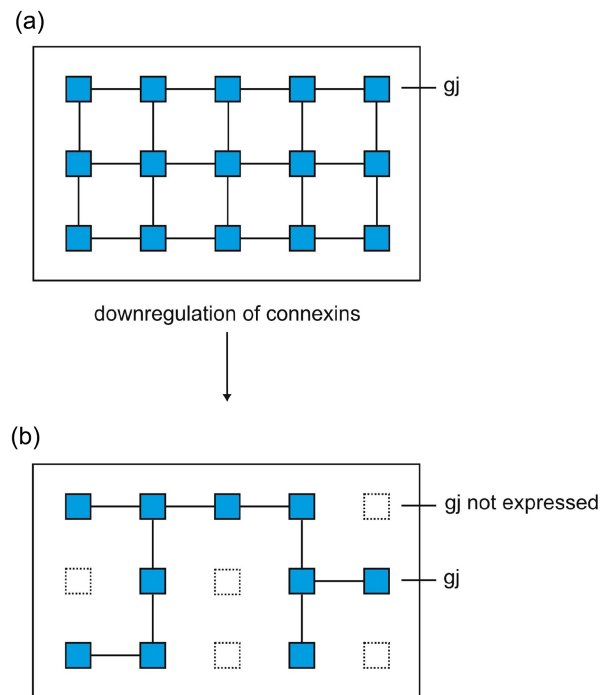 (a)
gj
downregulation of connexins
(b)
gj not expressed
gj